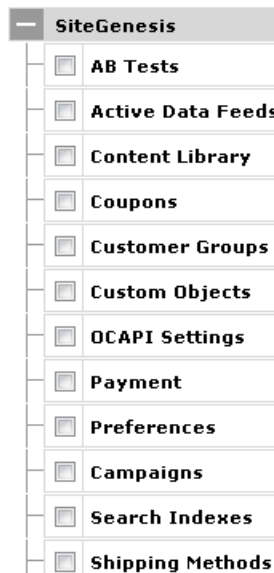 SiteGenesis
AB Tests
Active Data Feeds
Content Library
Coupons
Customer Groups
Custom Objects
OCAPI Settings
Payment
Preferences
Campaigns
Search Indexes
Shipping Methods